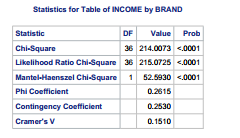 Statistics for Table of INCOME by BRAND
Statistic DF Value Prob
Chi-Square 36 214.0073 <.0001
Likelihood Ratio Chi-Square 36 215.0725 <.0001
Mantel-Haenszel Chi-Square 1 52.5930 <.0001
Phi Coefficient 0.2615
Contingency Coefficient 0.2530
Cramer's V 0.1510